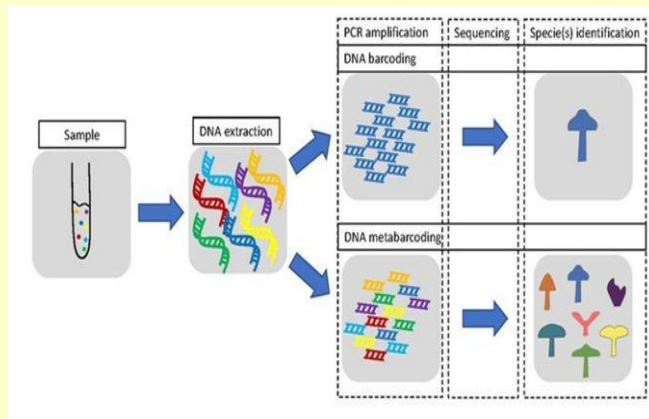 PCR amplification
Sequencing
Specie(s) identification
DNA barcoding
Sample
DNA extraction
DNA metabarcoding